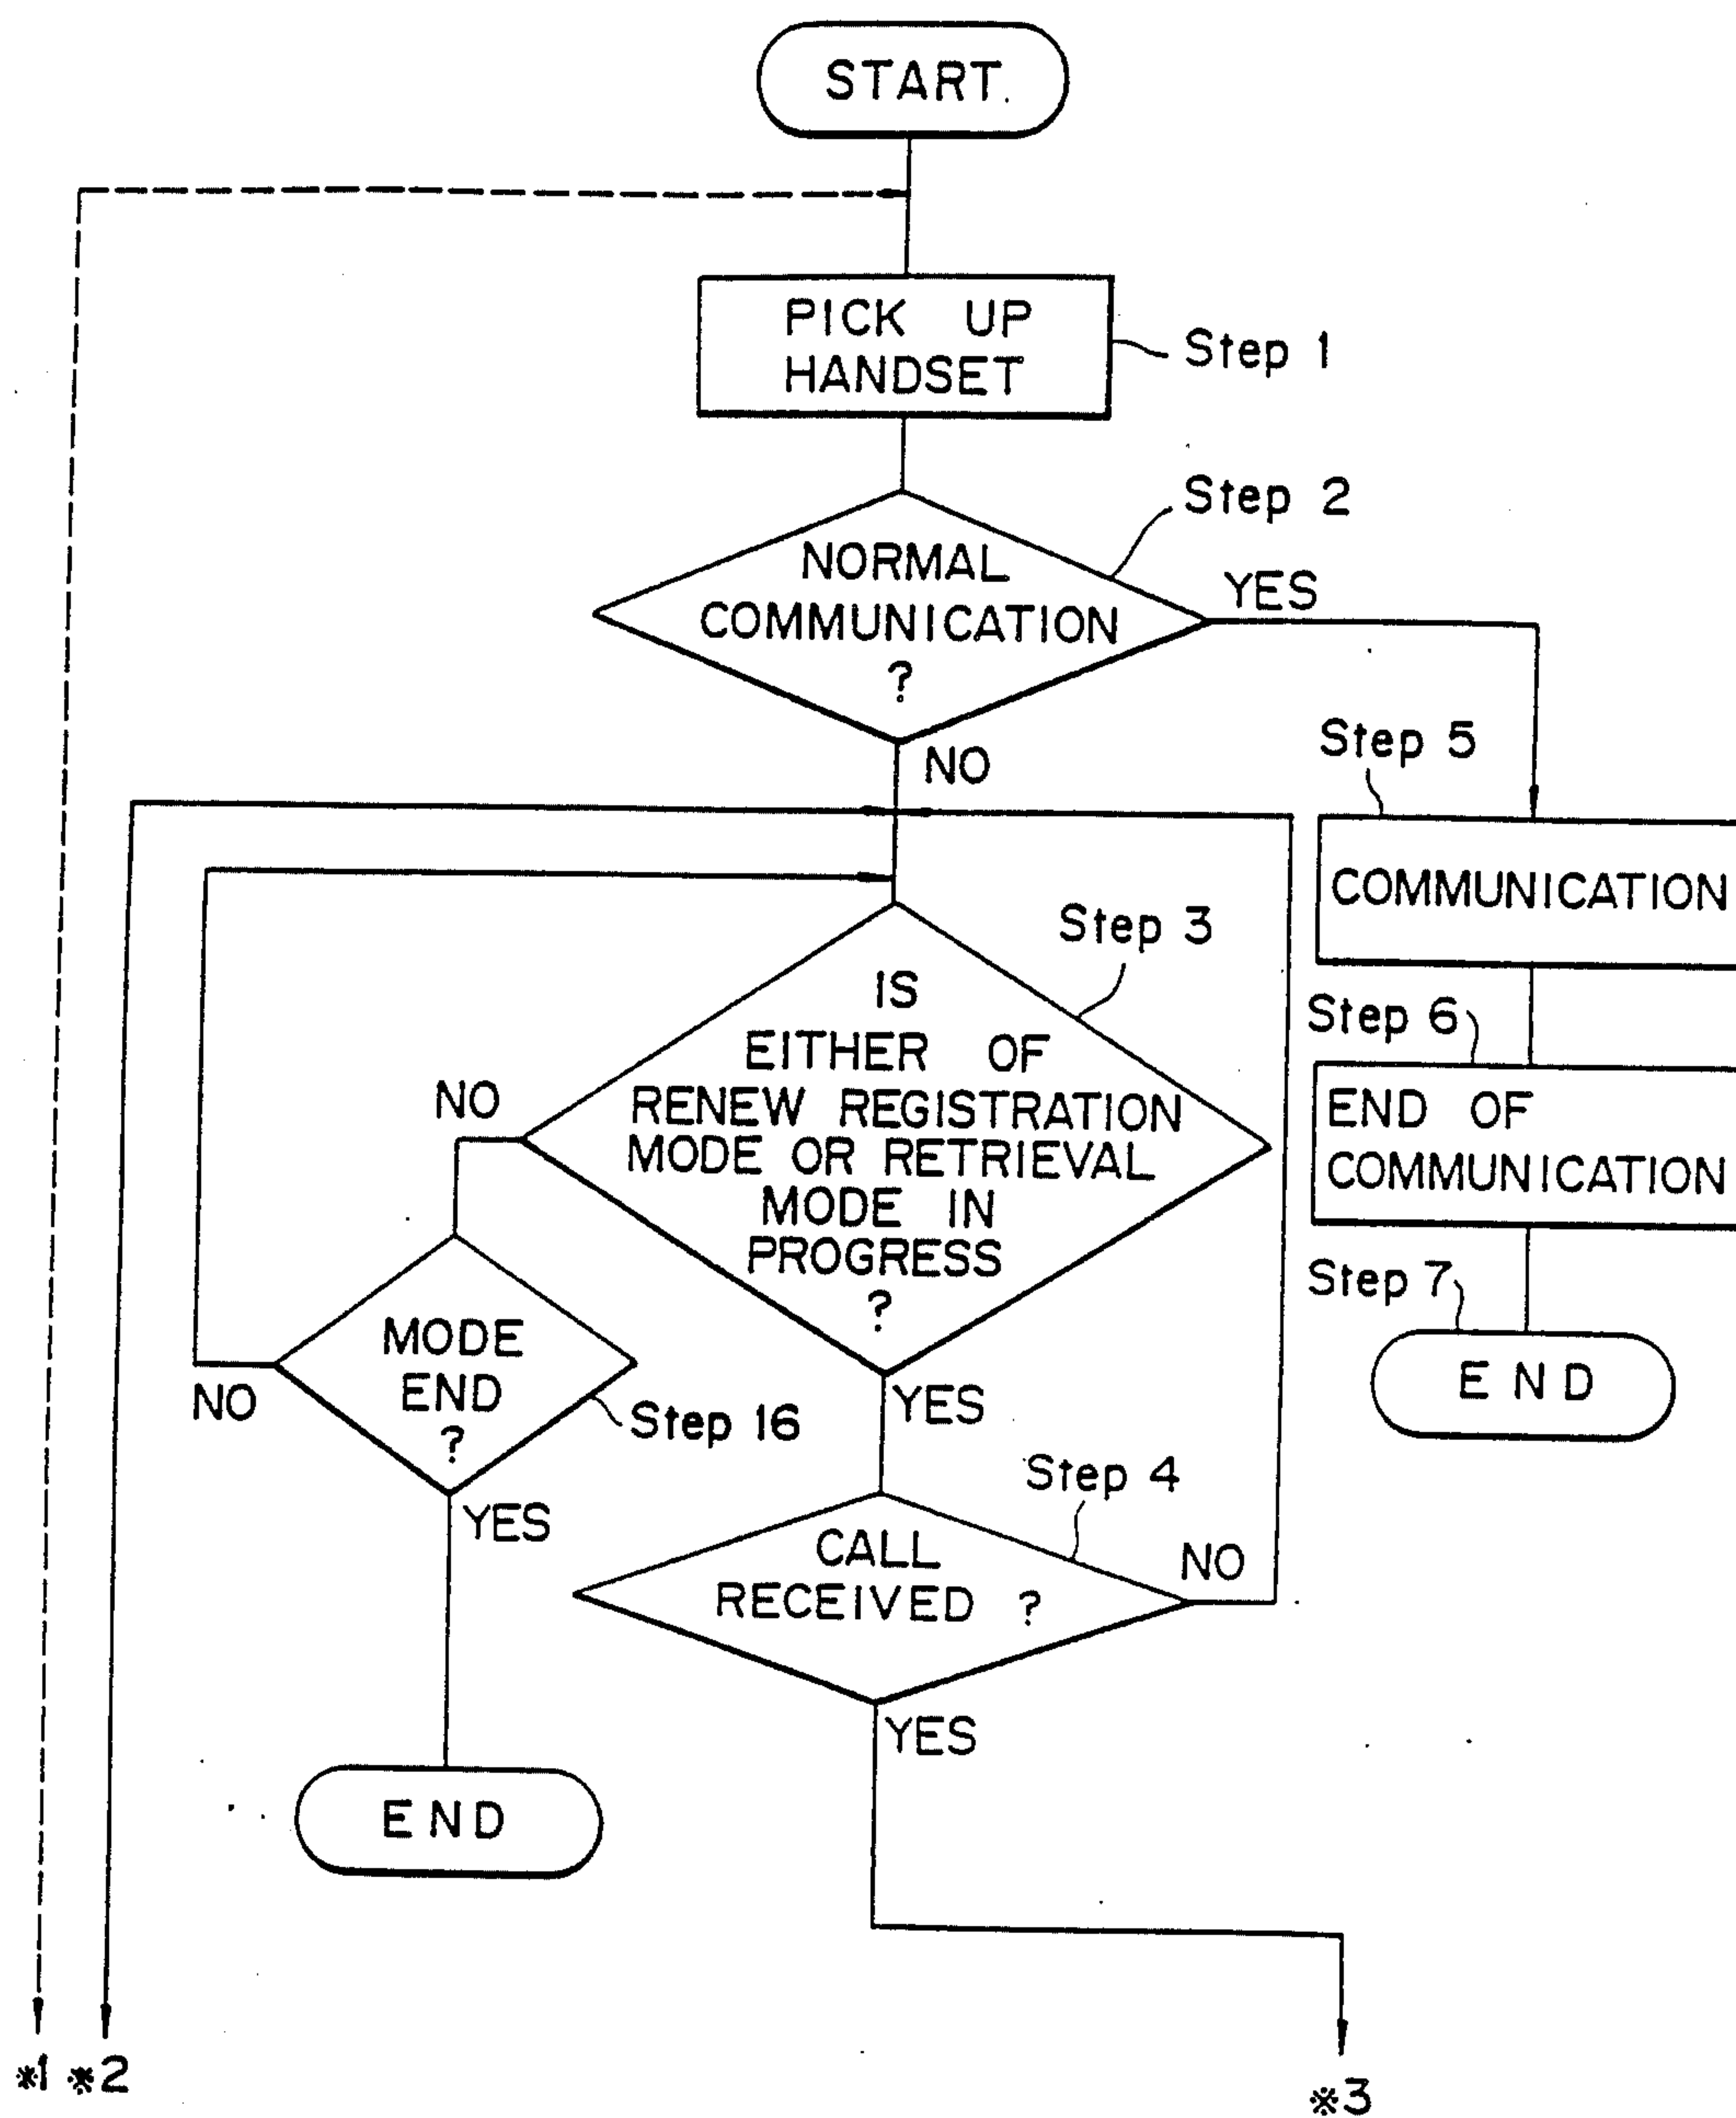 START.
PICK UP
HANDSET
Step 1
Step 2
NORMAL
COMMUNICATION
?
YES
NO
Step 5
COMMUNICATION
Step 3
IS
EITHER OF
RENEW REGISTRATION
MODE OR RETRIEVAL
MODE IN
PROGRESS
?
NO
Step 6
END OF
COMMUNICATION
Step 7
END
MODE
END
?
NO
Step 16
YES
YES
Step 4
CALL
RECEIVED ?
NO
YES
END
※1 ※2
※3